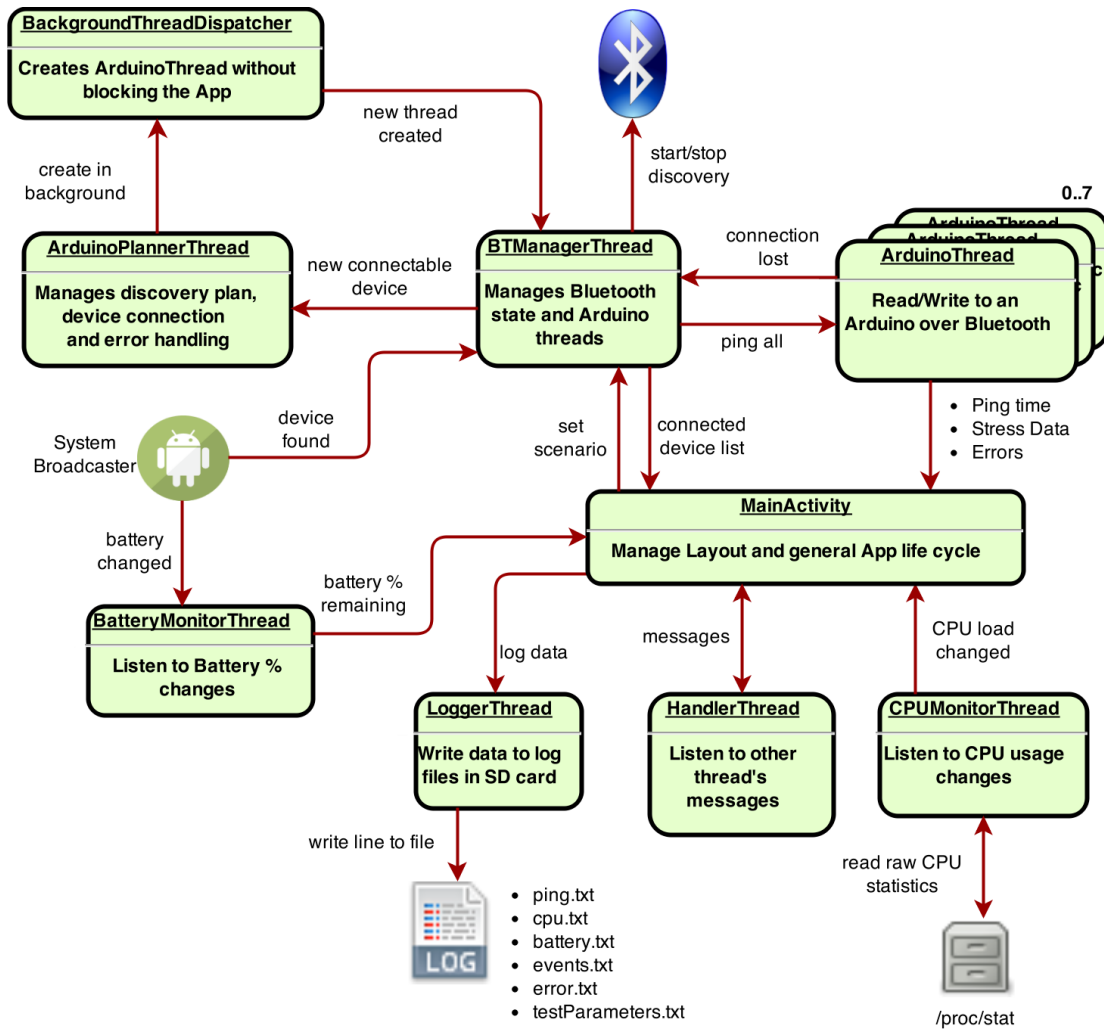 BackgroundThreadDispatcher
Creates ArduinoThread without
blocking the App
new thread
created
start/stop
discovery
create in
background
0..7
ArduinoThread
ArduinoThread
ArduinoThread
Read/Write to an
Arduino over Bluetooth
c
c
ArduinoPlannerThread
Manages discovery plan,
device connection
and error handling
new connectable
device
BTManagerThread
Manages Bluetooth
state and Arduino
threads
connection
lost
ping all
System
Broadcaster
device
found
set
scenario
connected
device list
• Ping time
• Stress Data
• Errors
battery
changed
MainActivity
Manage Layout and general App life cycle
BatteryMonitorThread
Listen to Battery %
changes
battery %
remaining
log data
messages
CPU load
changed
LoggerThread
Write data to log
files in SD card
HandlerThread
Listen to other
thread's
messages
CPUMonitorThread
Listen to CPU usage
changes
write line to file
read raw CPU
statistics
LOG
• ping.txt
• cpu.txt
• battery.txt
• events.txt
• error.txt
• testParameters.txt
/proc/stat